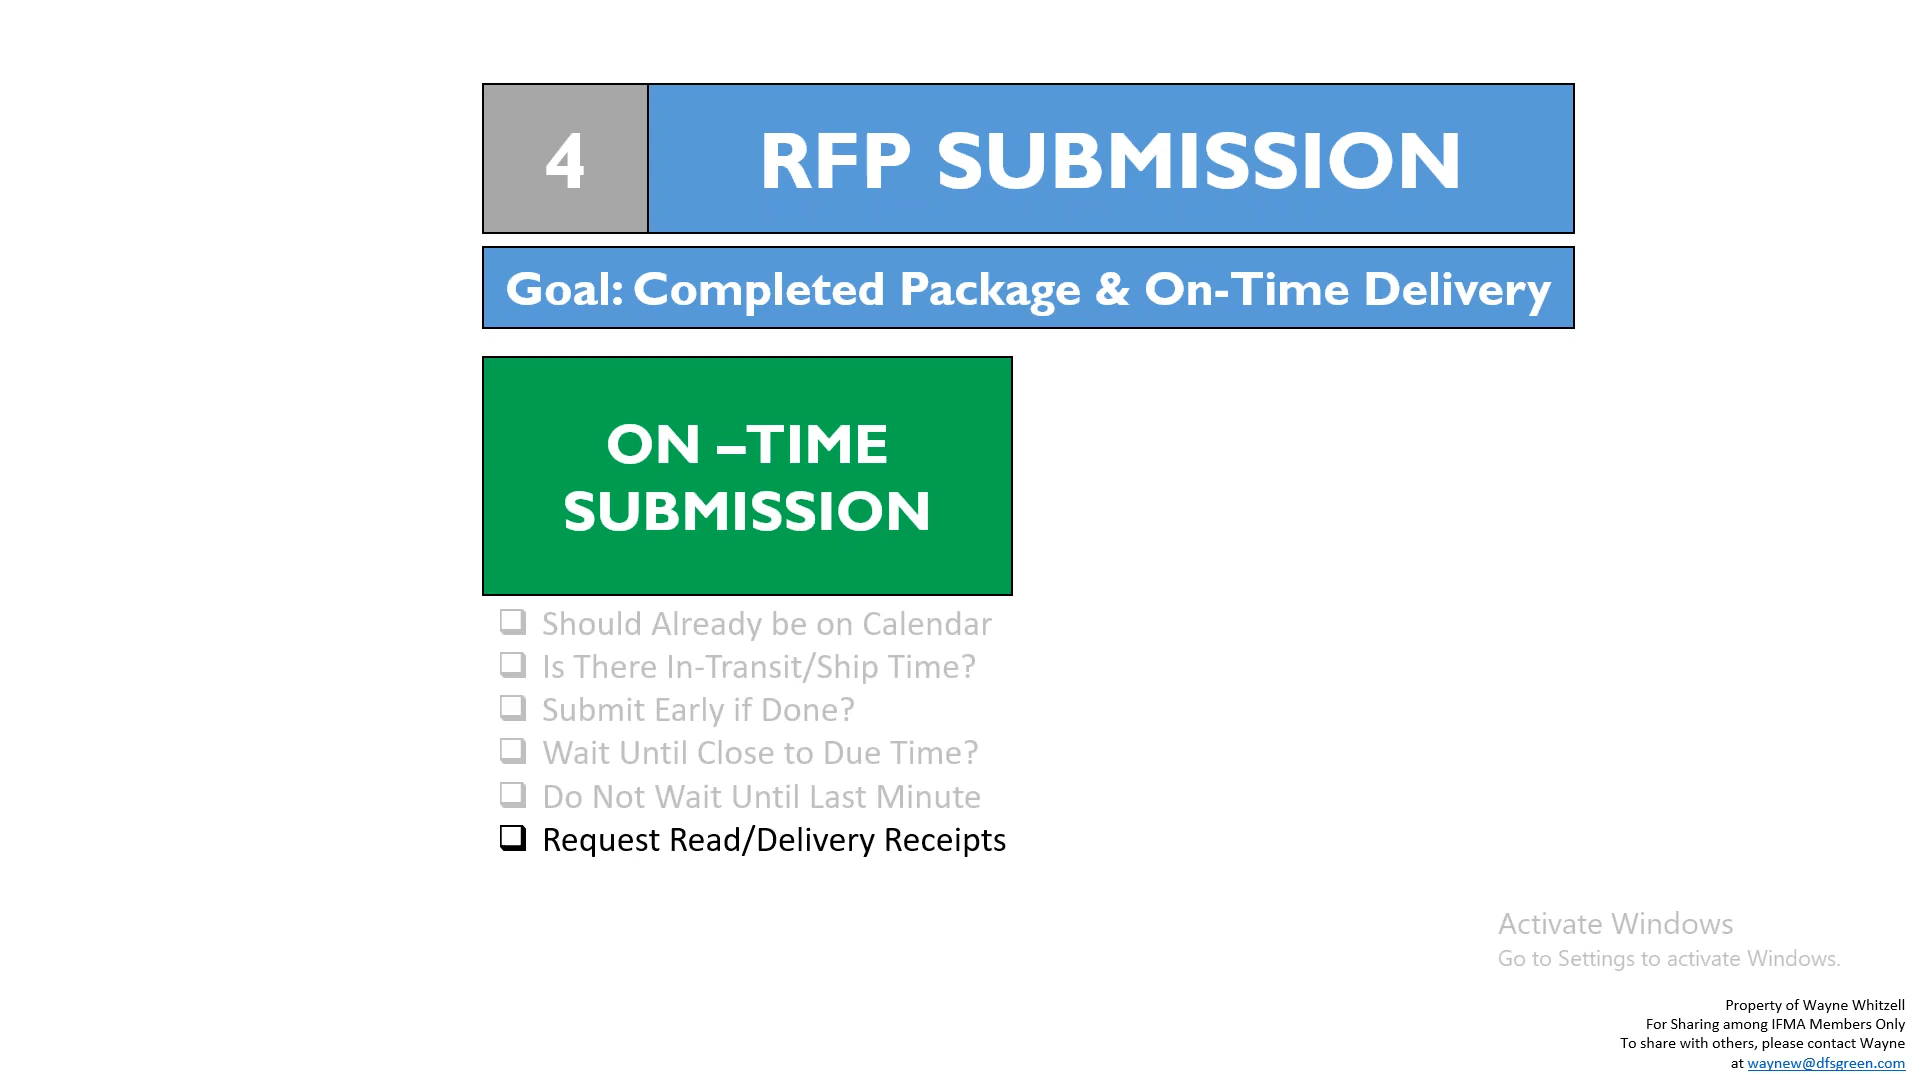 4
RFP SUBMISSION
Goal: Completed Package & On-Time Delivery
ON –TIME
SUBMISSION
❑ Should Already be on Calendar
❑ Is There In-Transit/Ship Time?
❑ Submit Early if Done?
❑ Wait Until Close to Due Time?
❑ Do Not Wait Until Last Minute
❑ Request Read/Delivery Receipts
Activate Windows
Go to Settings to activate Windows.
Property of Wayne Whitzell
For Sharing among IFMA Members Only
To share with others, please contact Wayne
at waynew@dfsgreen.com